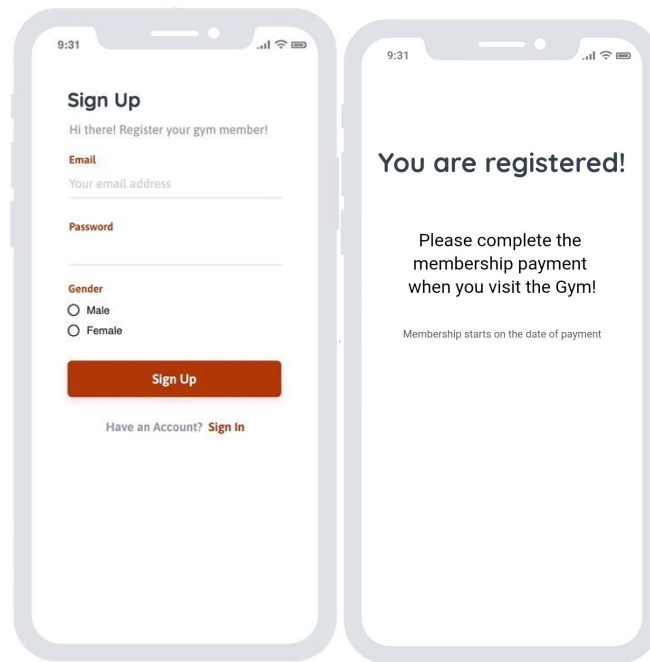 9:31
Sign Up
Hi there! Register your gym member!
Email
Your email address
Password
Gender
Male
Female
Sign Up
Have an Account? Sign In
9:31
You are registered!
Please complete the
membership payment
when you visit the Gym!
Membership starts on the date of payment